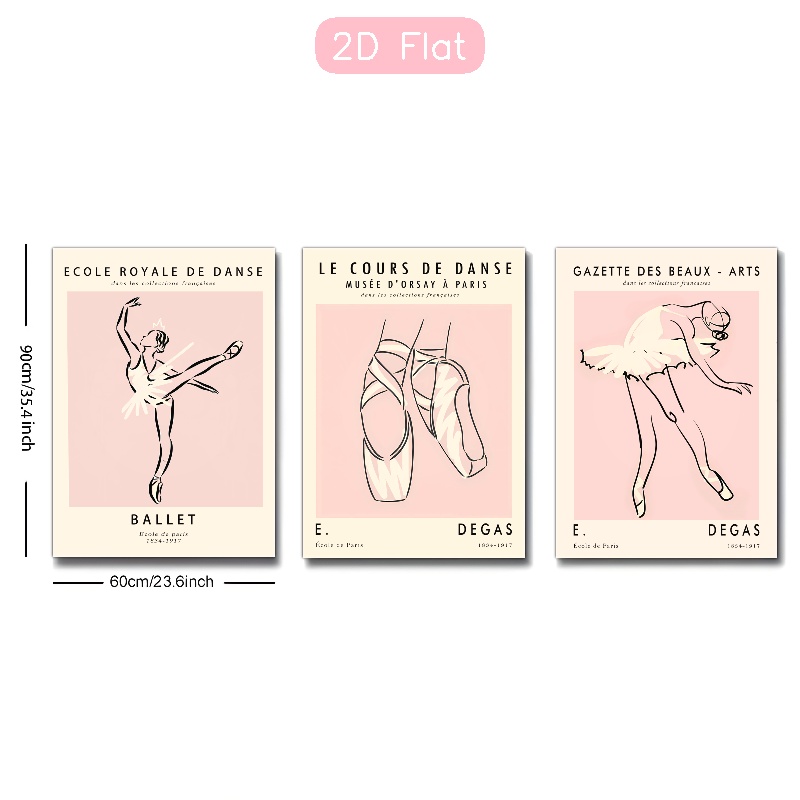 2D Flat
90cm/35.4inch
60cm/23.6inch
ECOLE ROYALE DE DANSE
dans les collections françaises
BALLET
Ecole de paris
1834-1917
LE COURS DE DANSE
MUSÉE D'ORSAY À PARIS
dans les collections françaises
E. DEGAS
École de Paris 1834-1917
GAZETTE DES BEAUX - ARTS
dans les collections françaises
E. DEGAS
Ecole de Paris 1834-1917